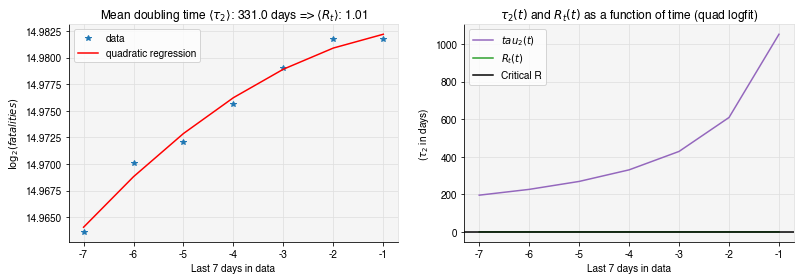 Mean doubling time ⟨τ₂⟩: 331.0 days => ⟨Rₜ⟩: 1.01
data
quadratic regression
log₂(fatalities)
14.9825
14.9800
14.9775
14.9750
14.9725
14.9700
14.9675
14.9650
-7 -6 -5 -4 -3 -2 -1
Last 7 days in data
τ₂(t) and Rₜ(t) as a function of time (quad logfit)
tau₂(t)
Rₜ(t)
Critical R
(τ₂ in days)
1000
800
600
400
200
0
-7 -6 -5 -4 -3 -2 -1
Last 7 days in data